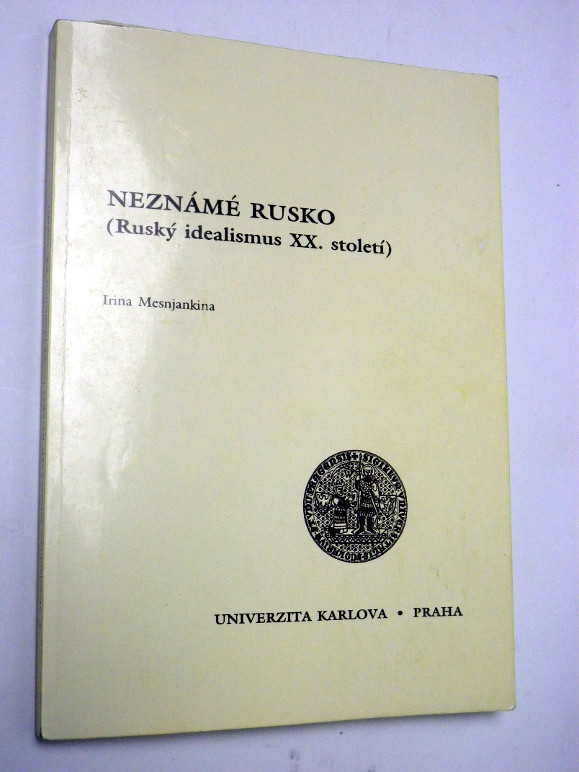 NEZNÁMÉ RUSKO
(Ruský idealismus XX. století)
Irina Mesnjankina
UNIVERZITA KARLOVA • PRAHA